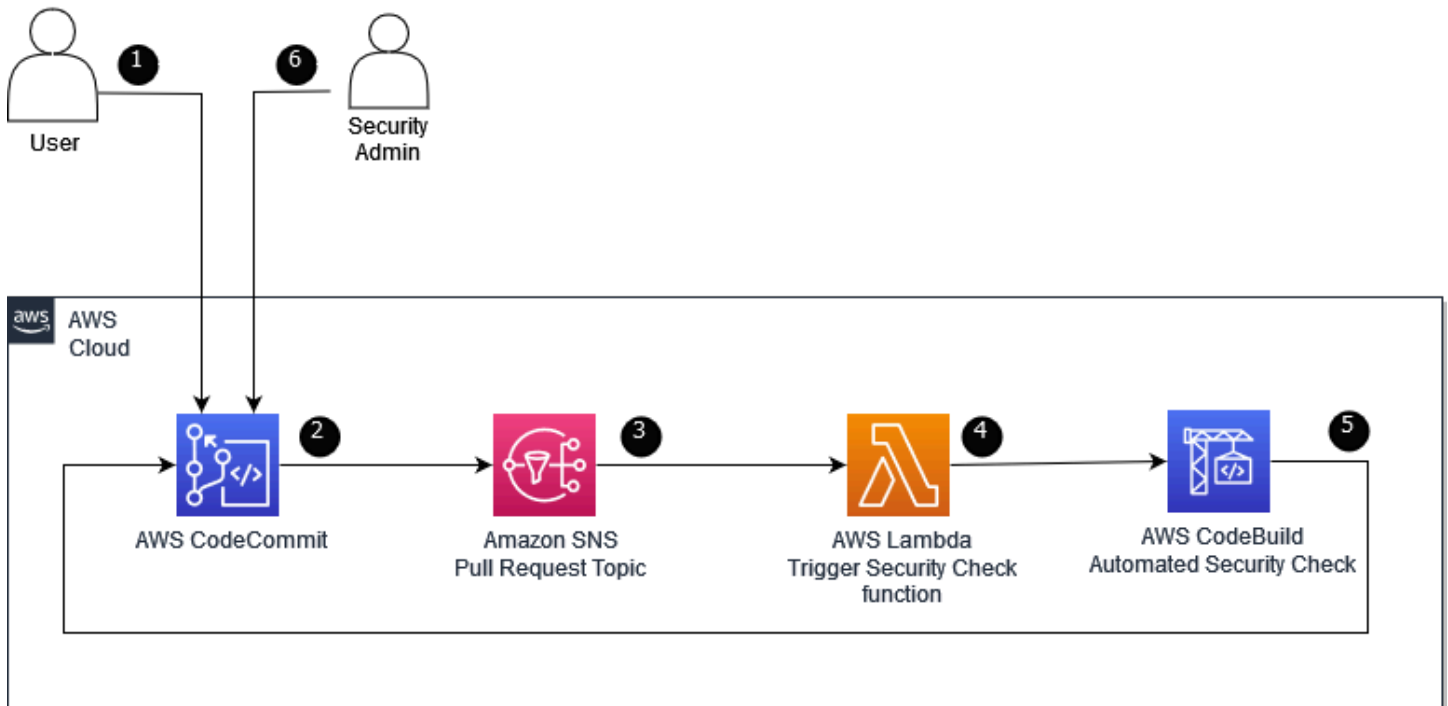 1
6
User
Security
Admin
aws
AWS
Cloud
2
3
4
5
</>
</>
AWS CodeCommit
Amazon SNS
Pull Request Topic
AWS Lambda
Trigger Security Check
function
AWS CodeBuild
Automated Security Check